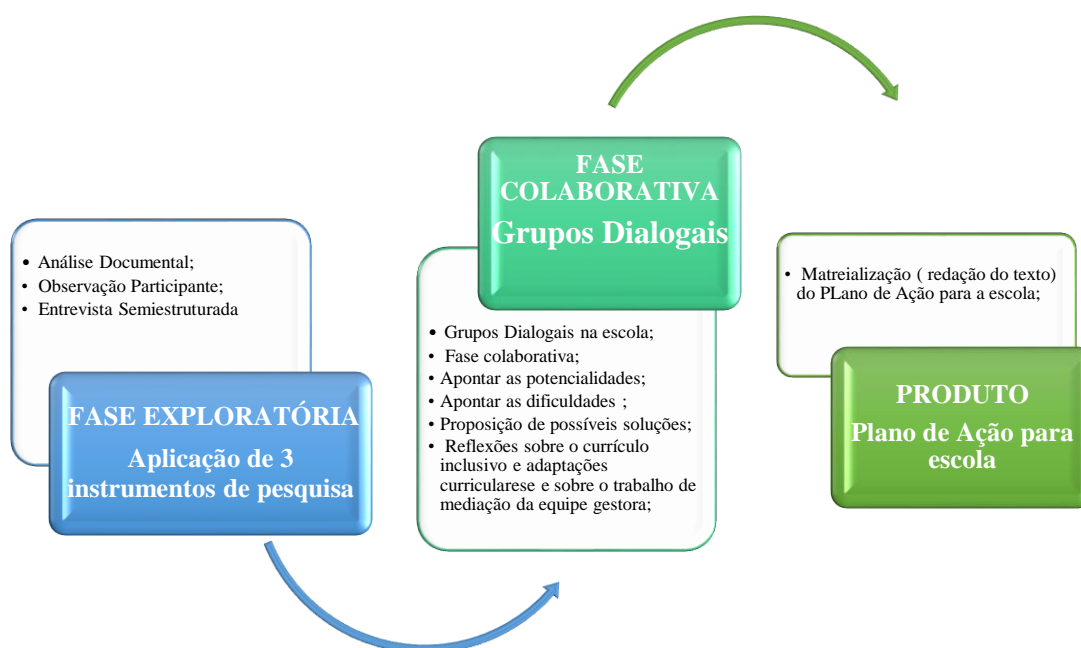 • Análise Documental;
• Observação Participante;
• Entrevista Semiestruturada
FASE EXPLORATÓRIA
Aplicação de 3
instrumentos de pesquisa
FASE
COLABORATIVA
Grupos Dialogais
• Grupos Dialogais na escola;
• Fase colaborativa;
• Apontar as potencialidades;
• Apontar as dificuldades ;
• Proposição de possíveis soluções;
• Reflexões sobre o currículo
inclusivo e adaptações
curricularese e sobre o trabalho de
mediação da equipe gestora;
• Matreialização ( redação do texto)
do PLano de Ação para a escola;
PRODUTO
Plano de Ação para
escola